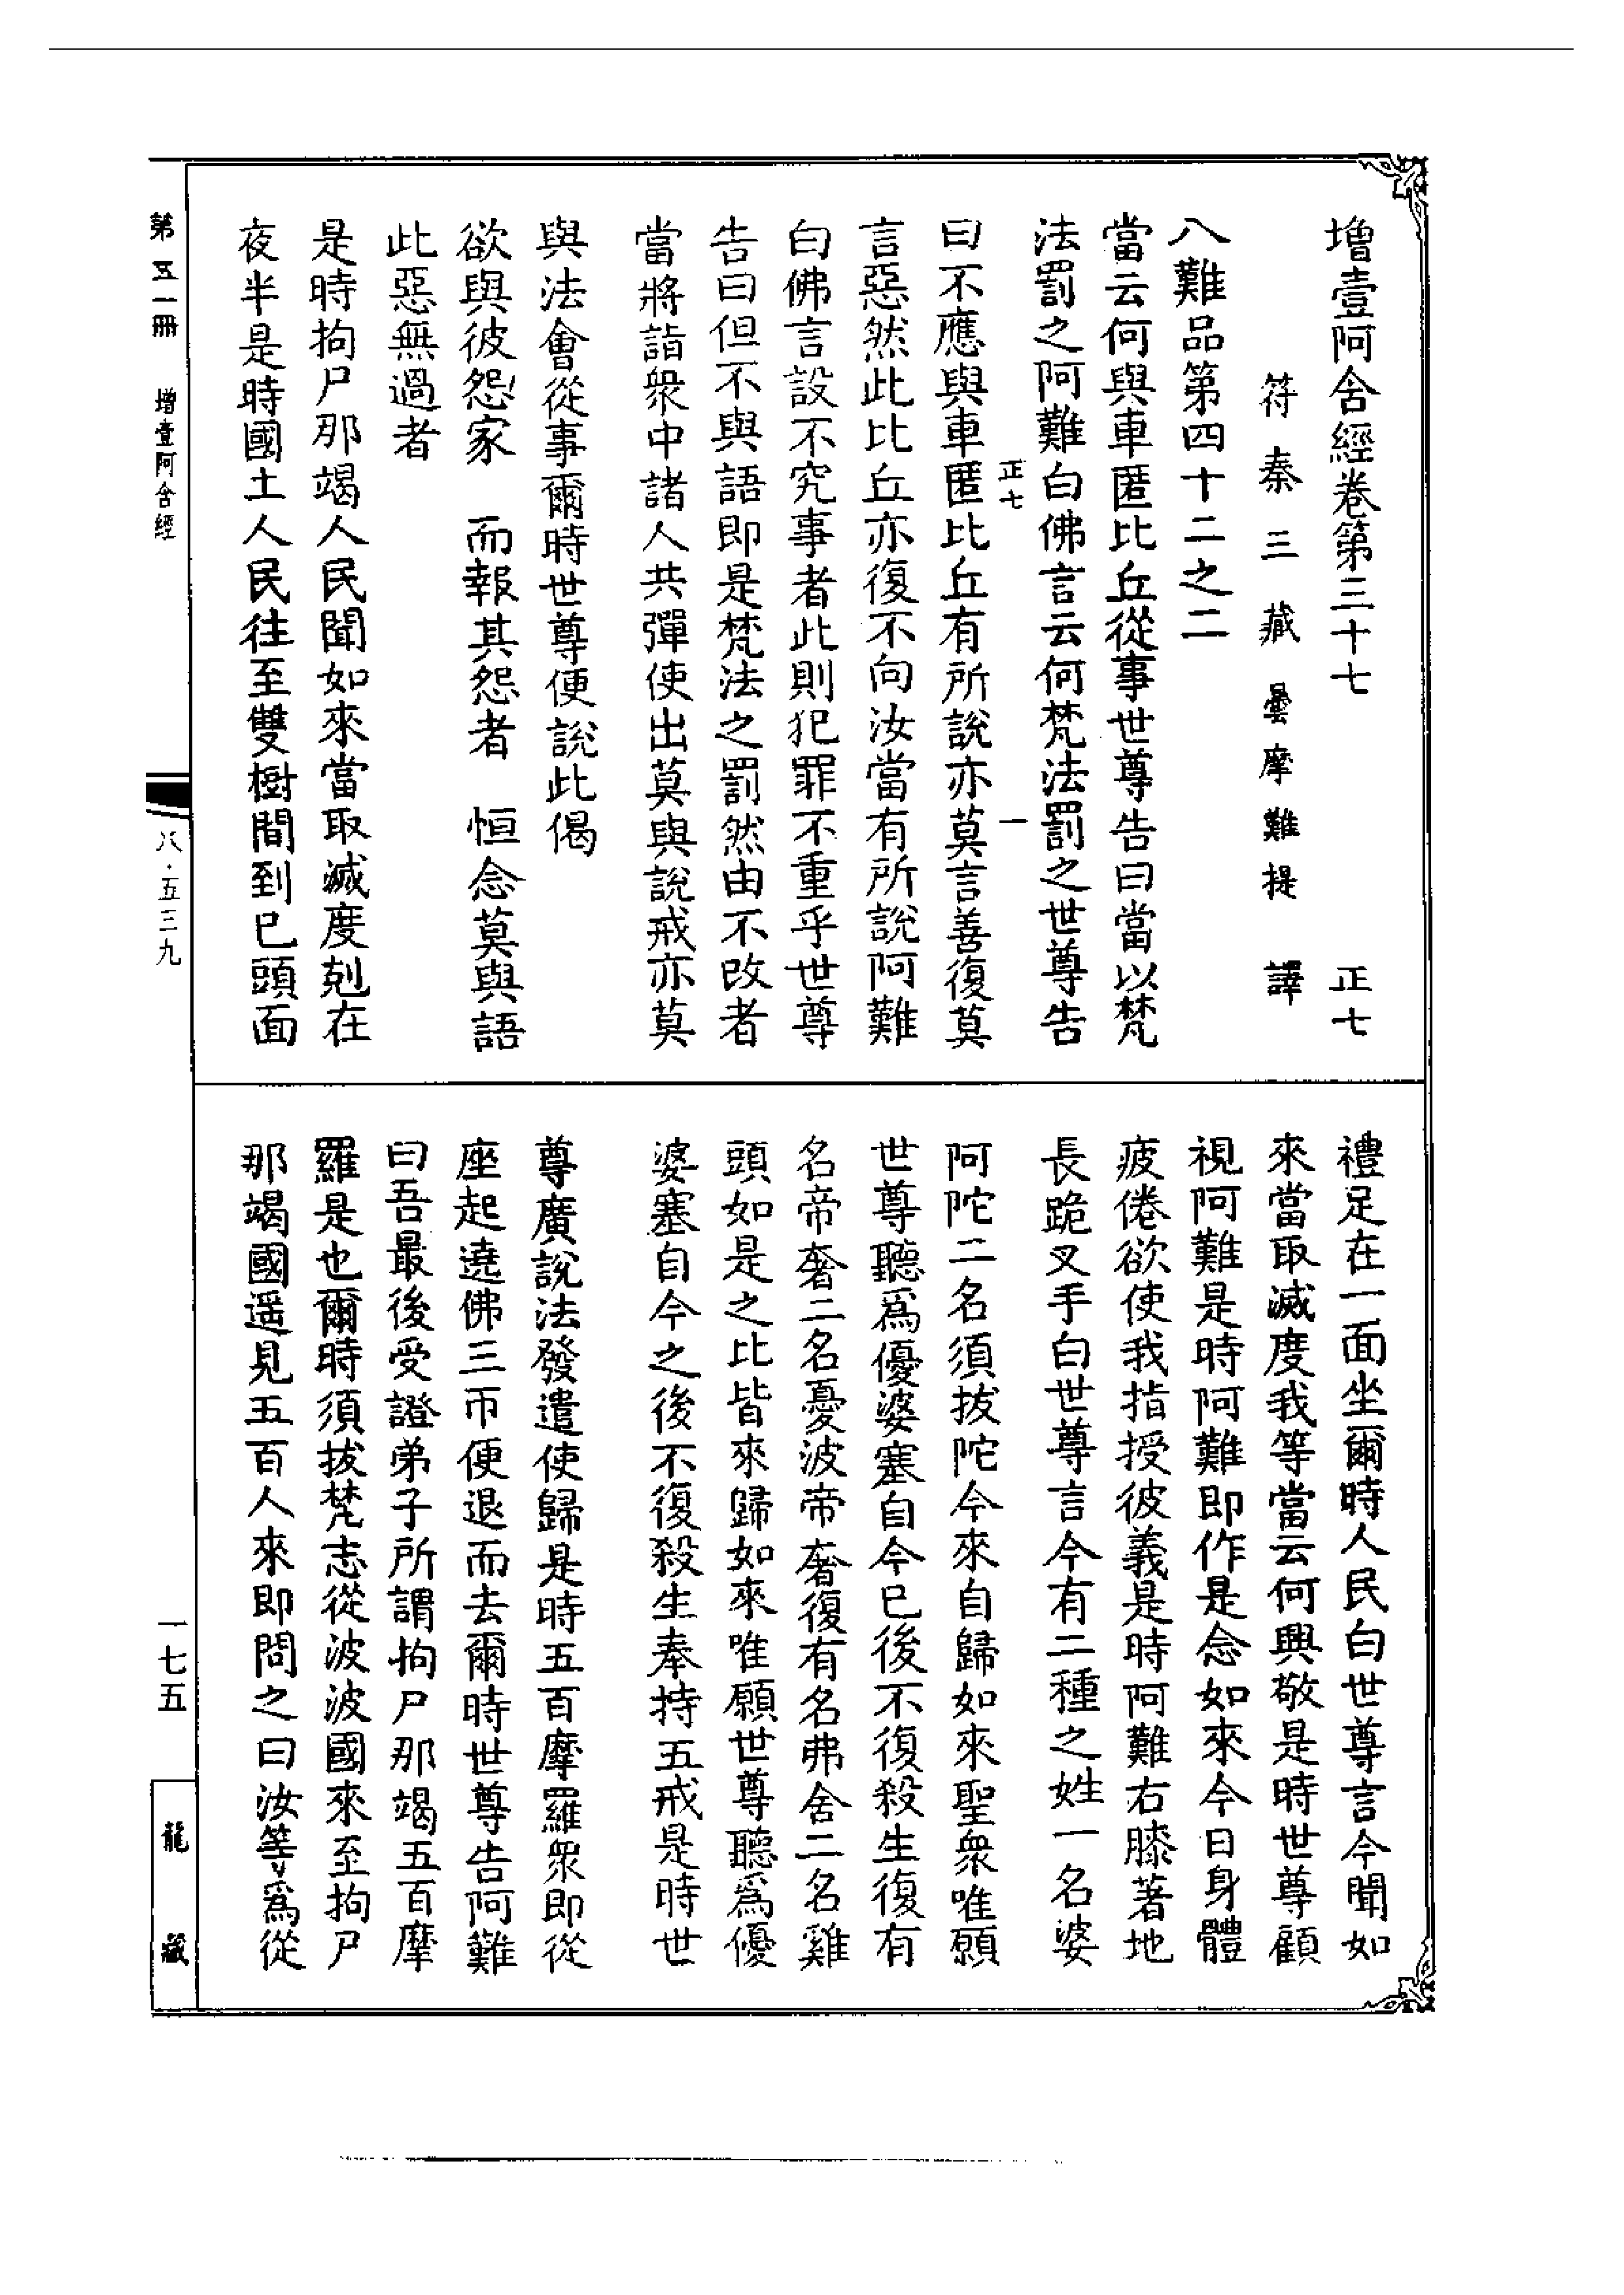 增壹阿含經卷第三十七　正七
符秦三藏曇摩難提　譯
八難品第四十二之二
當云何與車匿比丘從事世尊告曰當以梵
法罰之阿難白佛言云何梵法罰之世尊告
正七　一
曰不應與車匿比丘有所說亦莫言善復莫
言惡然此比丘亦復不向汝當有所說阿難
白佛言設不究事者此則犯罪不重乎世尊
告曰但不與語即是梵法之罰然由不改者
當將詣衆中諸人共彈使出莫與說戒亦莫
與法會從事爾時世尊便說此偈
欲與彼怨家　而報其怨者　恒念莫與語
此惡無過者
是時拘尸那竭人民聞如來當取滅度剋在
夜半是時國土人民往至雙樹間到已頭面
禮足在一面坐爾時人民白世尊言今聞如
來當取滅度我等當云何興敬是時世尊顧
視阿難是時阿難即作是念如來今日身體
疲倦欲使我指授彼義是時阿難右膝著地
長跪叉手白世尊言今有二種之姓一名婆
阿陀二名須拔陀今來自歸如來聖衆唯願
世尊聽爲優婆塞自今已後不復殺生復有
名帝奢二名憂波帝奢復有名弗舍二名雞
頭如是之比皆來歸如來唯願世尊聽爲優
婆塞自今之後不復殺生奉持五戒是時世
尊廣說法發遣使歸是時五百摩羅衆即從
座起遶佛三帀便退而去爾時世尊告阿難
曰吾最後受證弟子所謂拘尸那竭五百摩
羅是也爾時須拔梵志從波波國來至拘尸
那竭國遥見五百人來即問之曰汝等爲從
第五一冊　增壹阿含經
八·五三九
一七五
龍藏